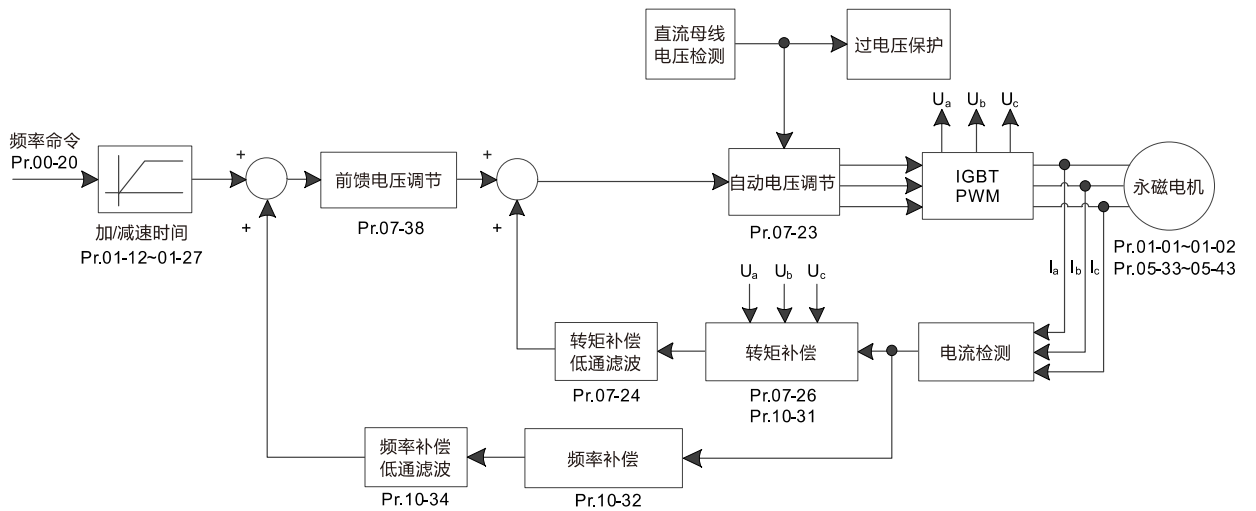 直流母线
电压检测
过电压保护
Ua
Ub
Uc
频率命令
Pr.00-20
+
+
前馈电压调节
自动电压调节
IGBT
PWM
永磁电机
加/减速时间
Pr.01-12~01-27
+
Pr.07-38
+
Pr.07-23
Pr.01-01~01-02
Pr.05-33~05-43
Ua
Ub
Uc
Ia
Ib
Ic
转矩补偿
低通滤波
转矩补偿
电流检测
Pr.07-24
Pr.07-26
Pr.10-31
频率补偿
低通滤波
频率补偿
Pr.10-34
Pr.10-32